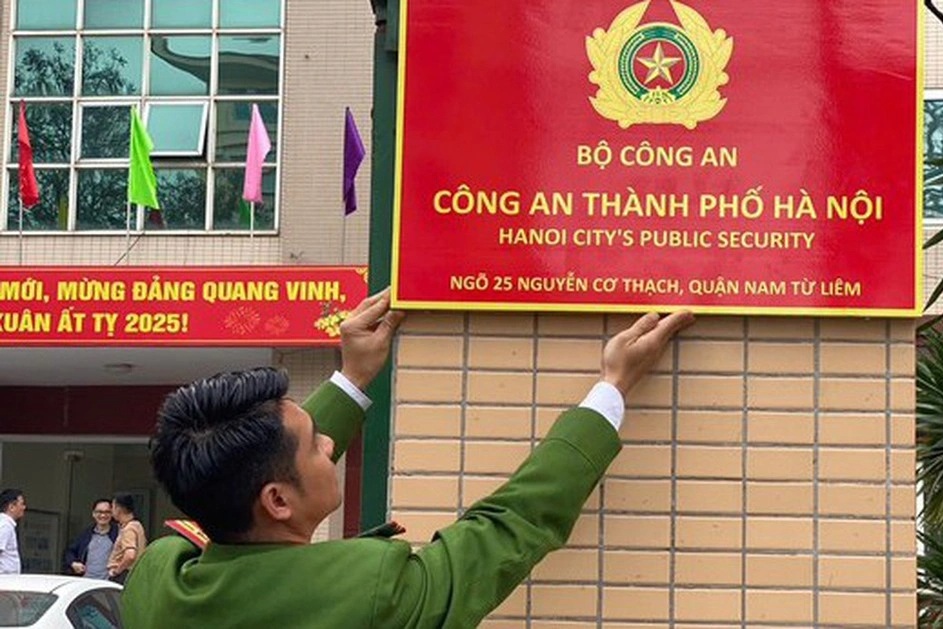 MỚI, MỪNG ĐẢNG QUANG VINH,
XUÂN ẤT TỴ 2025!
BỘ CÔNG AN
CÔNG AN THÀNH PHỐ HÀ NỘI
HANOI CITY'S PUBLIC SECURITY
NGÕ 25 NGUYỄN CƠ THẠCH, QUẬN NAM TỪ LIÊM